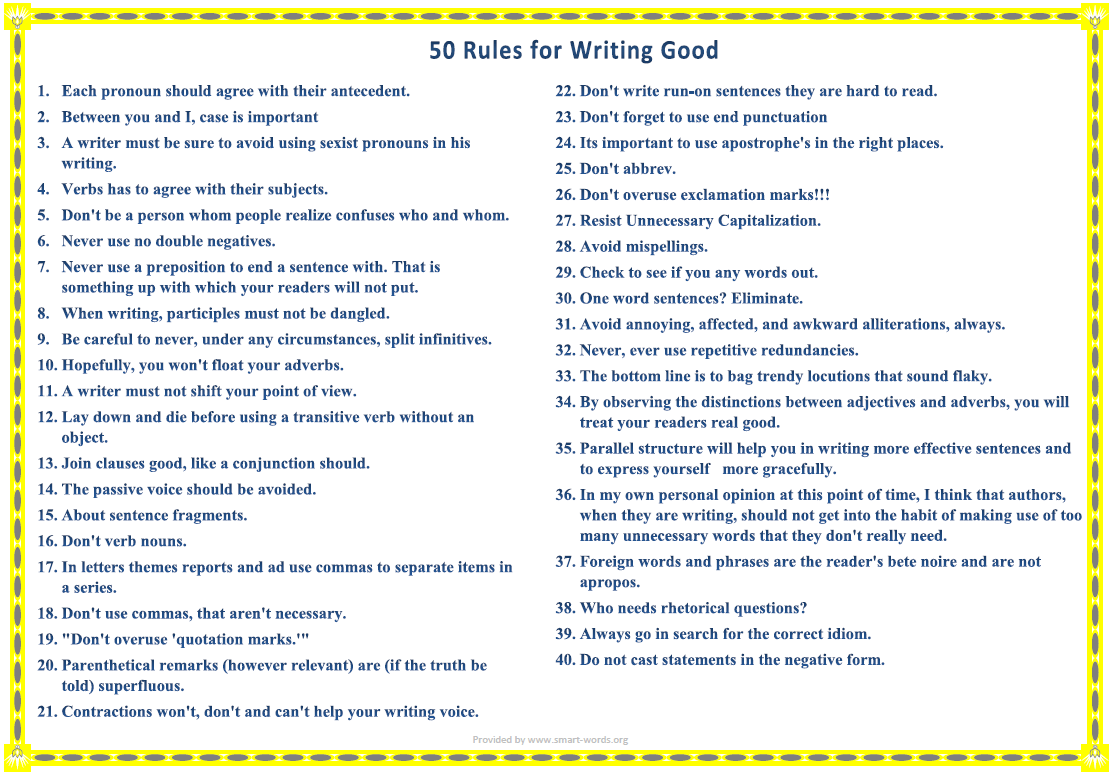 50 Rules for Writing Good
1. Each pronoun should agree with their antecedent.
2. Between you and I, case is important
3. A writer must be sure to avoid using sexist pronouns in his
writing.
4. Verbs has to agree with their subjects.
5. Don't be a person whom people realize confuses who and whom.
6. Never use no double negatives.
7. Never use a preposition to end a sentence with. That is
something up with which your readers will not put.
8. When writing, participles must not be dangled.
9. Be careful to never, under any circumstances, split infinitives.
10. Hopefully, you won't float your adverbs.
11. A writer must not shift your point of view.
12. Lay down and die before using a transitive verb without an
object.
13. Join clauses good, like a conjunction should.
14. The passive voice should be avoided.
15. About sentence fragments.
16. Don't verb nouns.
17. In letters themes reports and ad use commas to separate items in
a series.
18. Don't use commas, that aren't necessary.
19. "Don't overuse 'quotation marks.'"
20. Parenthetical remarks (however relevant) are (if the truth be
told) superfluous.
21. Contractions won't, don't and can't help your writing voice.
22. Don't write run-on sentences they are hard to read.
23. Don't forget to use end punctuation
24. Its important to use apostrophe's in the right places.
25. Don't abbrev.
26. Don't overuse exclamation marks!!!
27. Resist Unnecessary Capitalization.
28. Avoid mispellings.
29. Check to see if you any words out.
30. One word sentences? Eliminate.
31. Avoid annoying, affected, and awkward alliterations, always.
32. Never, ever use repetitive redundancies.
33. The bottom line is to bag trendy locutions that sound flaky.
34. By observing the distinctions between adjectives and adverbs, you will
treat your readers real good.
35. Parallel structure will help you in writing more effective sentences and
to express yourself more gracefully.
36. In my own personal opinion at this point of time, I think that authors,
when they are writing, should not get into the habit of making use of too
many unnecessary words that they don't really need.
37. Foreign words and phrases are the reader's bete noire and are not
apropos.
38. Who needs rhetorical questions?
39. Always go in search for the correct idiom.
40. Do not cast statements in the negative form.
Provided by www.smart-words.org